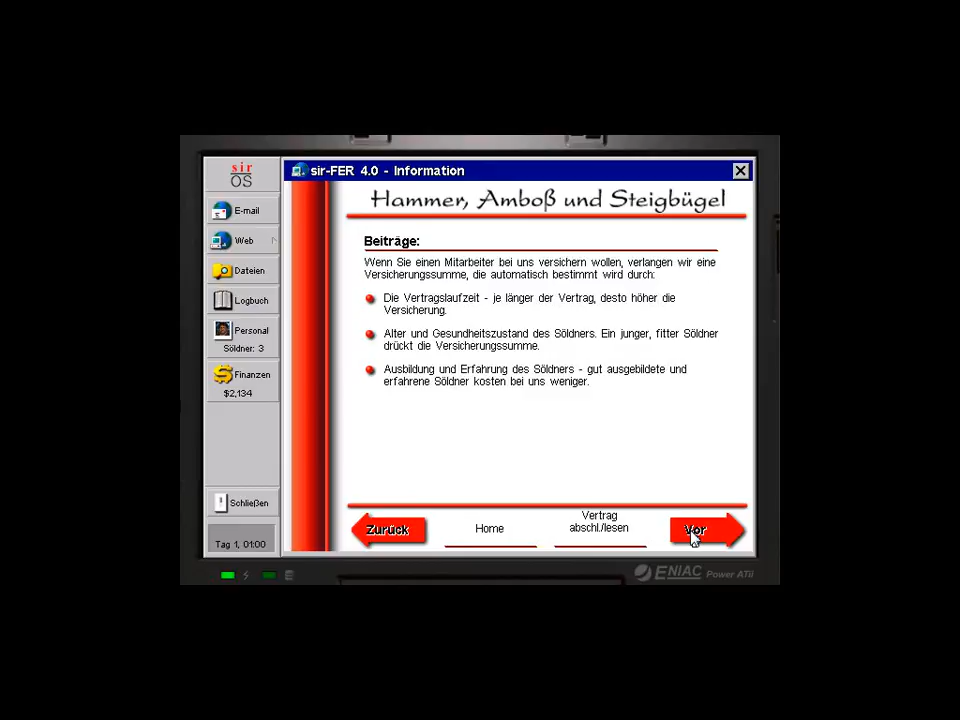 sir
OS
sir-FER 4.0 - Information
E-mail
Web
Dateien
Logbuch
Personal
Söldner: 3
Finanzen
$2,134
Schließen
Tag 1, 01:00
Hammer, Amboß und Steigbügel
Beiträge:
Wenn Sie einen Mitarbeiter bei uns versichern wollen, verlangen wir eine
Versicherungssumme, die automatisch bestimmt wird durch:
Die Vertragslaufzeit - je länger der Vertrag, desto höher die
Versicherung.
Alter und Gesundheitszustand des Söldners. Ein junger, fitter Söldner
drückt die Versicherungssumme.
Ausbildung und Erfahrung des Söldners - gut ausgebildete und
erfahrene Söldner kosten bei uns weniger.
Zurück
Home
Vertrag
abschl./lesen
Vor
ENIAC Power ATII